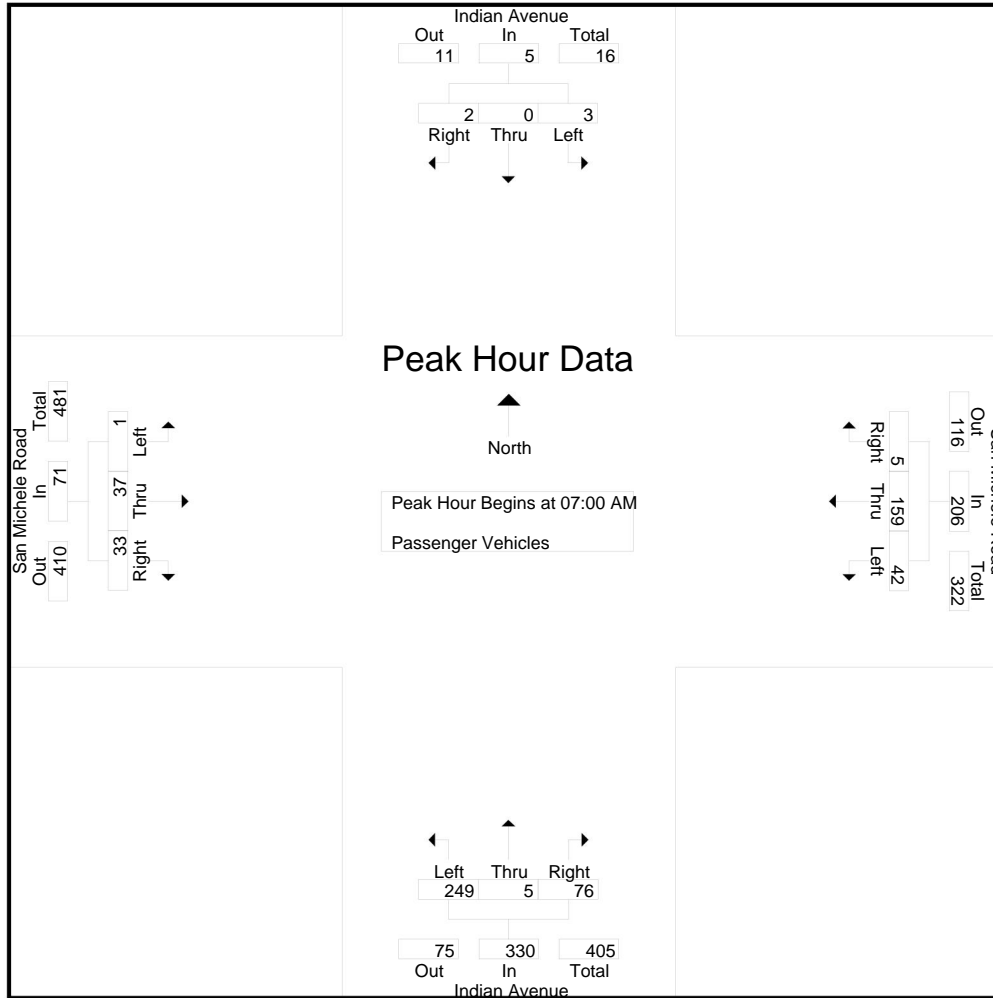 Indian Avenue
Out In Total
11 5 16
2 0 3
Right Thru Left
Peak Hour Data
North
Peak Hour Begins at 07:00 AM
Passenger Vehicles
San Michele Road
Total In Out
481 71 410
1 37 33
Left Thru Right
Out In Total
116 206 322
5 159 42
Right Thru Left
Left Thru Right
249 5 76
75 330 405
Out In Total
Indian Avenue